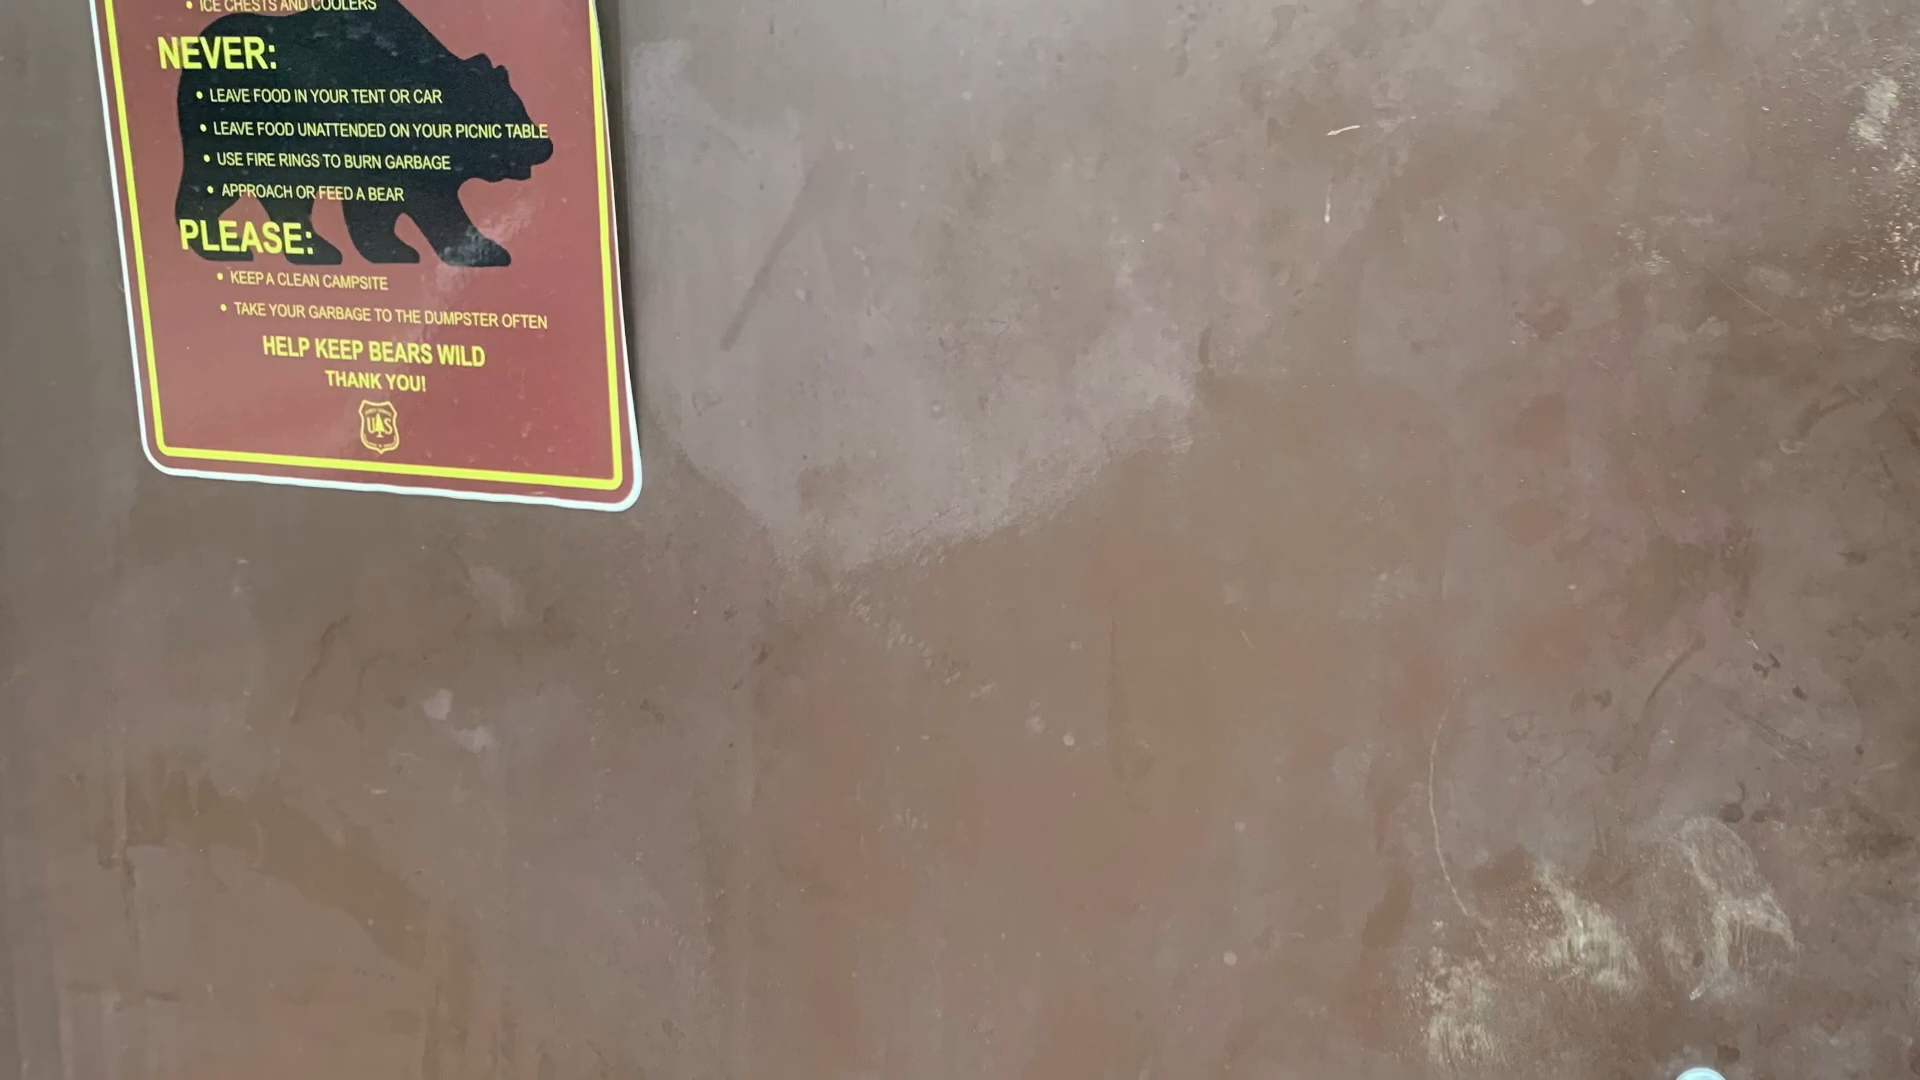 • ICE CHESTS AND COOLERS
NEVER:
• LEAVE FOOD IN YOUR TENT OR CAR
• LEAVE FOOD UNATTENDED ON YOUR PICNIC TABLE
• USE FIRE RINGS TO BURN GARBAGE
• APPROACH OR FEED A BEAR
PLEASE:
• KEEP A CLEAN CAMPSITE
• TAKE YOUR GARBAGE TO THE DUMPSTER OFTEN
HELP KEEP BEARS WILD
THANK YOU!
U S